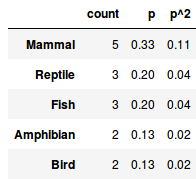 count p p^2
Mammal 5 0.33 0.11
Reptile 3 0.20 0.04
Fish 3 0.20 0.04
Amphibian 2 0.13 0.02
Bird 2 0.13 0.02